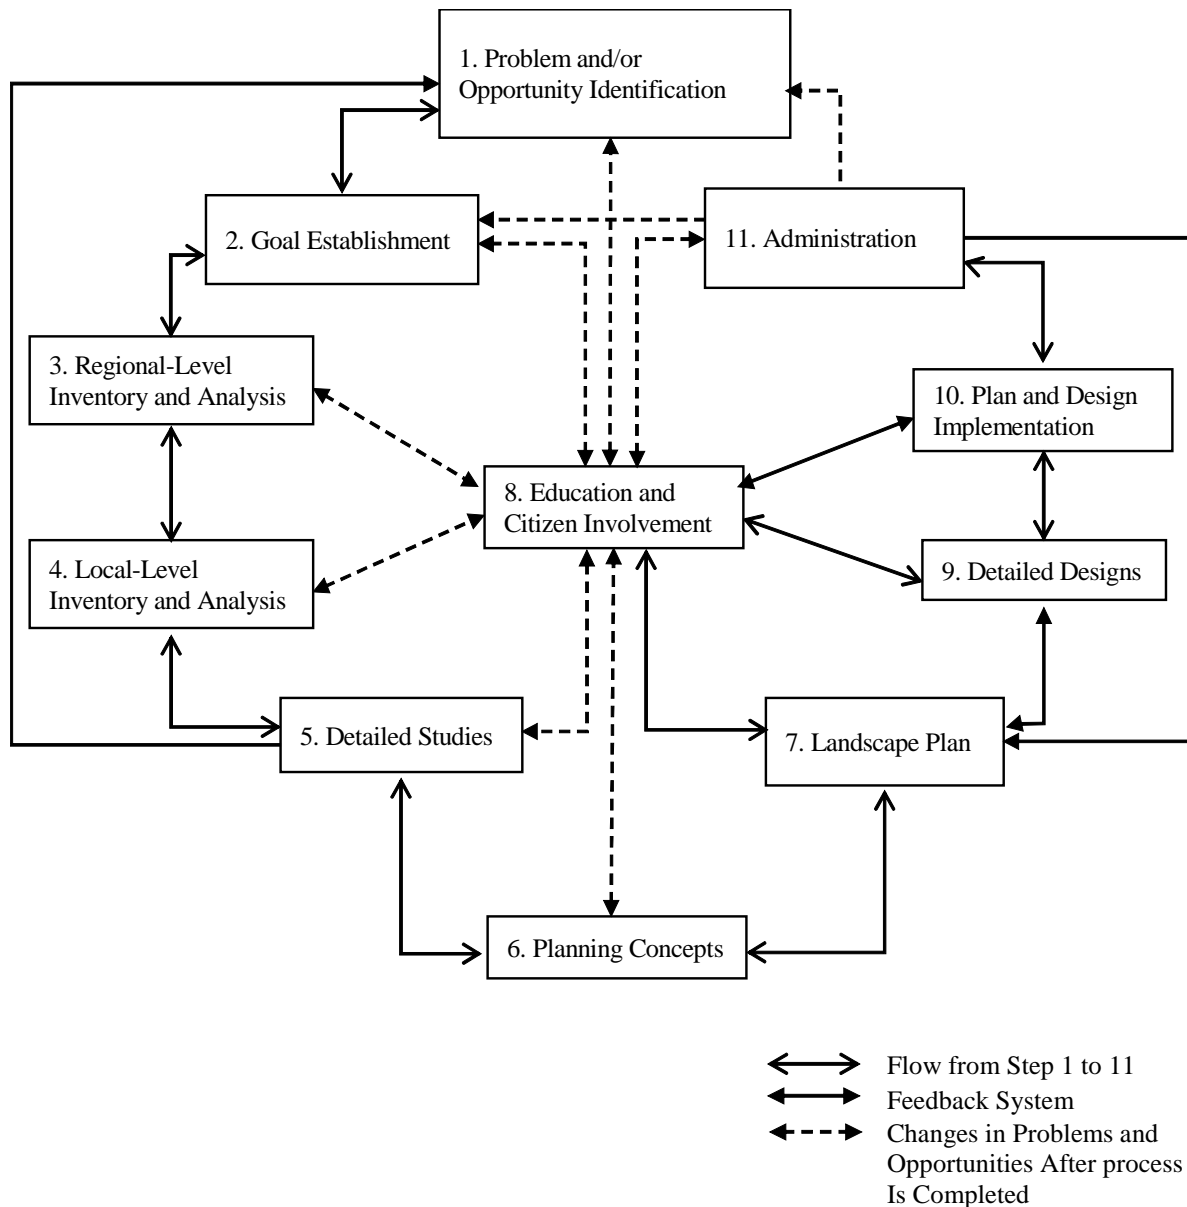 1. Problem and/or
Opportunity Identification
2. Goal Establishment
11. Administration
3. Regional-Level
Inventory and Analysis
10. Plan and Design
Implementation
8. Education and
Citizen Involvement
4. Local-Level
Inventory and Analysis
9. Detailed Designs
5. Detailed Studies
7. Landscape Plan
6. Planning Concepts
Flow from Step 1 to 11
Feedback System
Changes in Problems and
Opportunities After process
Is Completed